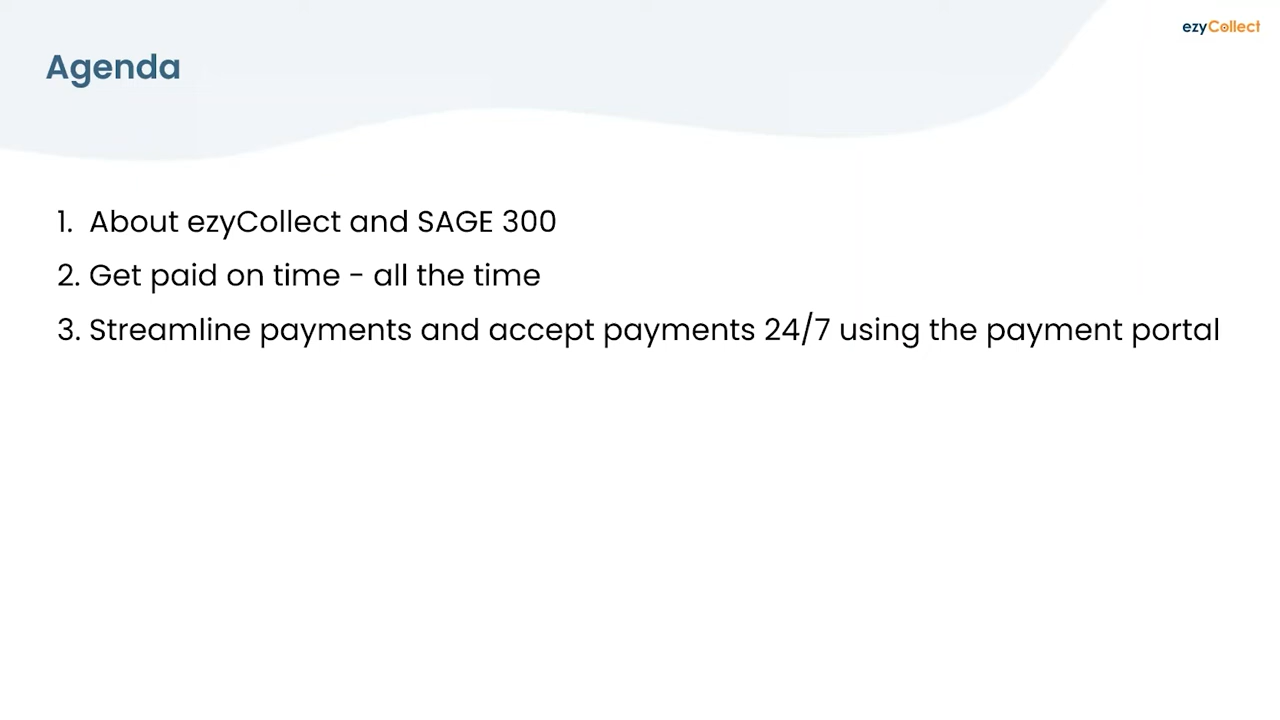 ezyCollect
Agenda
1. About ezyCollect and SAGE 300
2. Get paid on time - all the time
3. Streamline payments and accept payments 24/7 using the payment portal